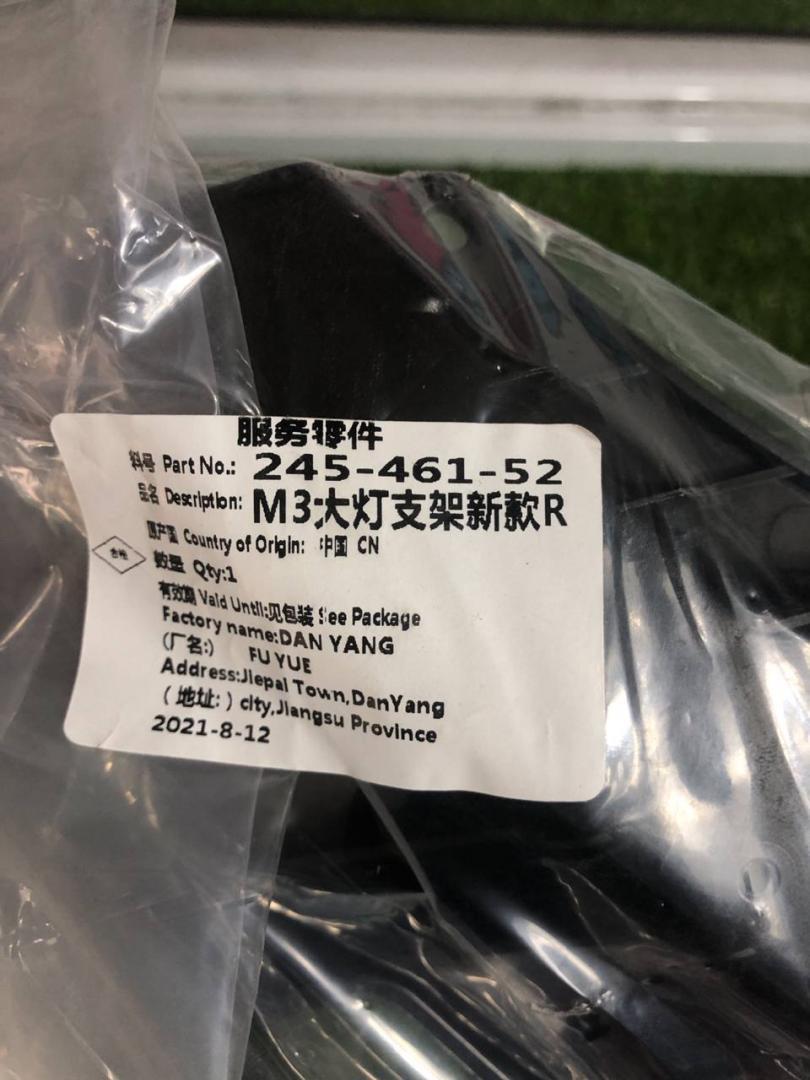 服务零件
料号 Part No.: 245-461-52
品名 Description: M3大灯支架新款R
原产国 Country of Origin: 中国 CN
合格
数量 Qty:1
有效期 Vaid Until:见包装 See Package
Factory name:DAN YANG
(厂名:) FU YUE
Address:Jiepai Town,DanYang
(地址:) city,Jiangsu Province
2021-8-12